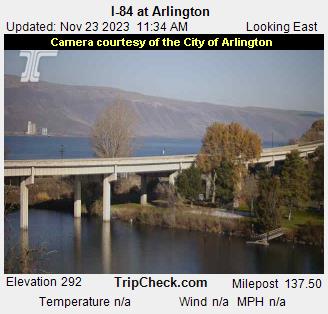 I-84 at Arlington
Updated: Nov 23 2023 11:34 AM Looking East
Camera courtesy of the City of Arlington
Elevation 292 TripCheck.com Milepost 137.50
Temperature n/a Wind n/a MPH n/a